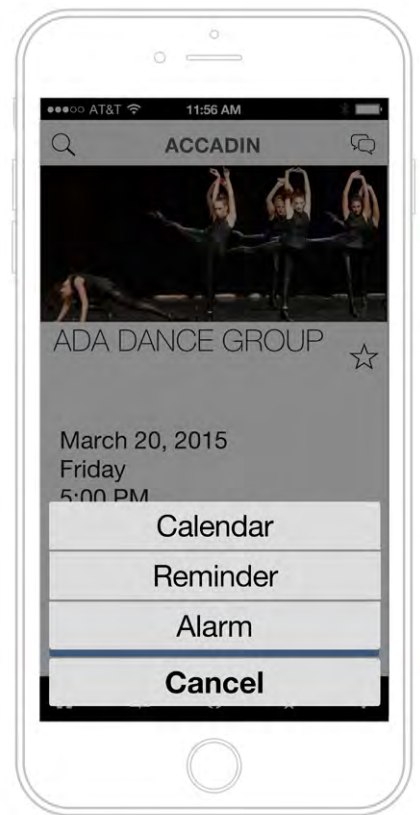 AT&T 11:56 AM
ACCADIN
ADA DANCE GROUP
March 20, 2015
Friday
5:00 PM
Calendar
Reminder
Alarm
Cancel